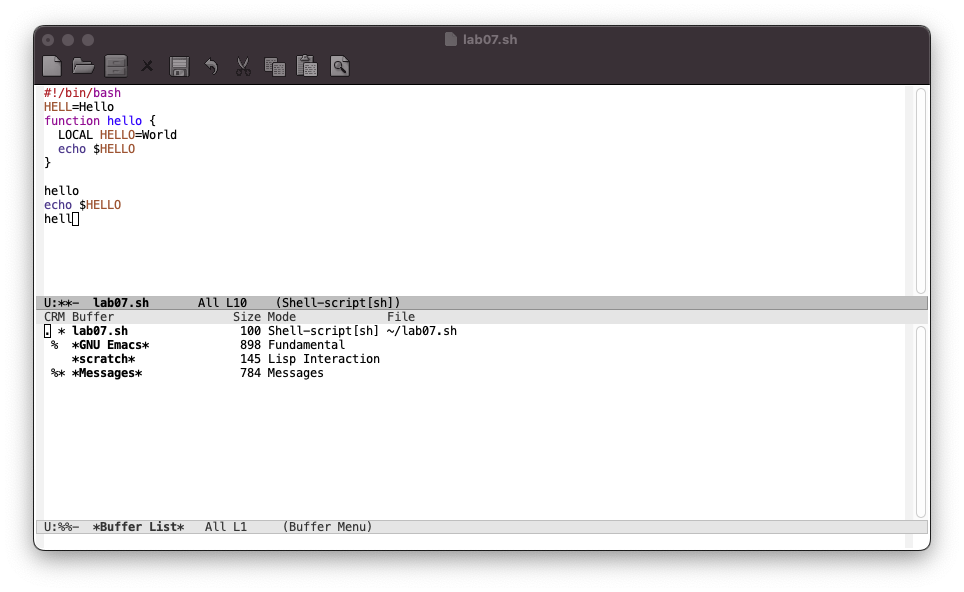 lab07.sh
#!/bin/bash
HELL=Hello
function hello {
  LOCAL HELLO=World
  echo $HELLO
}
hello
echo $HELLO
hell
U:**-  lab07.sh       All L10    (Shell-script[sh])
CRM Buffer                 Size Mode             File
. * lab07.sh                100 Shell-script[sh] ~/lab07.sh
 %  *GNU Emacs*             898 Fundamental
    *scratch*               145 Lisp Interaction
 %* *Messages*              784 Messages
U:%%-  *Buffer List*   All L1     (Buffer Menu)